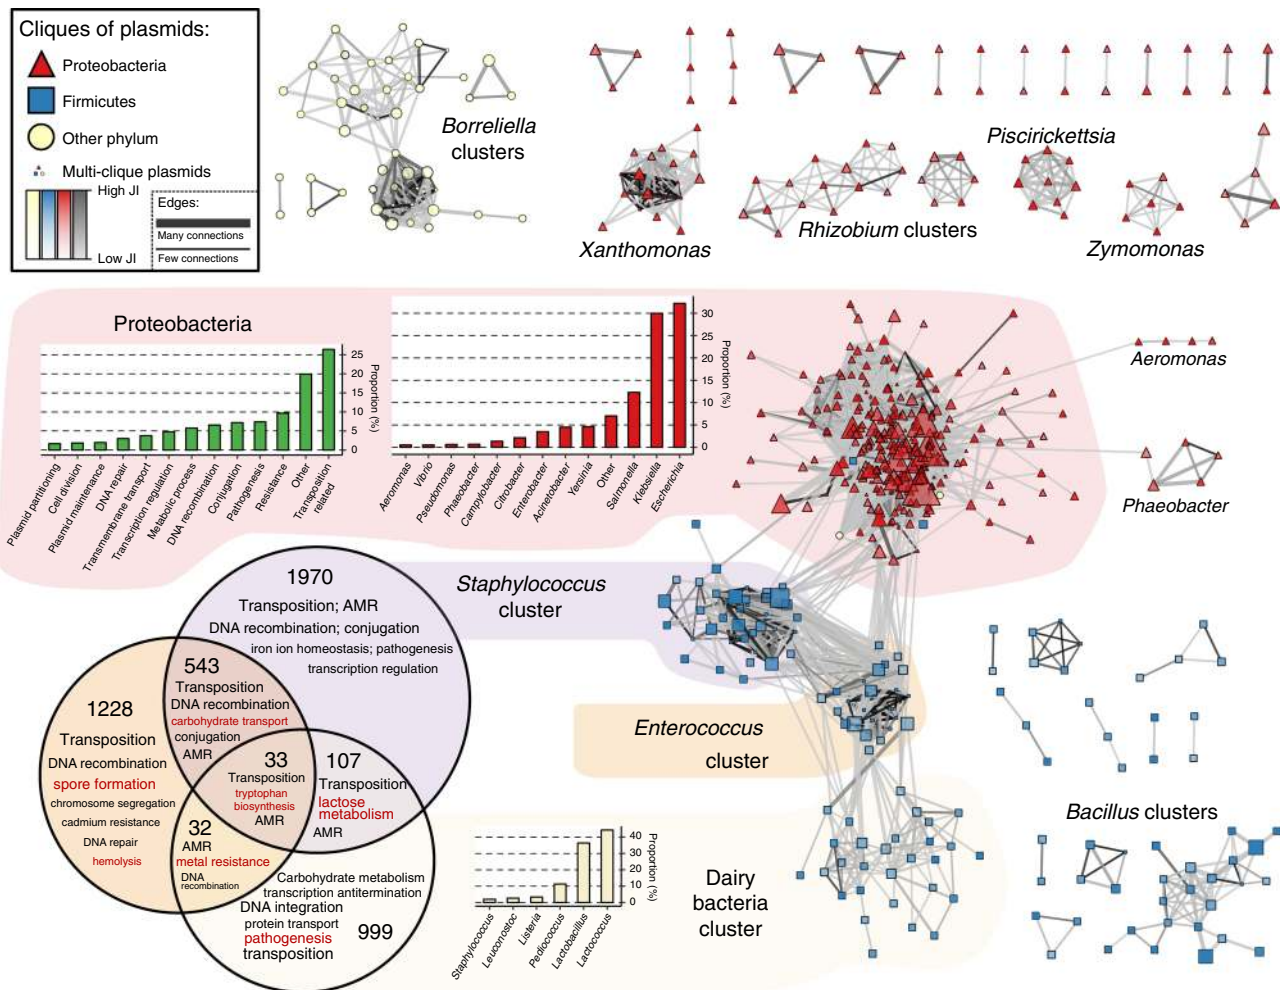 Cliques of plasmids:
Proteobacteria
Firmicutes
Other phylum
Multi-clique plasmids
High JI
Low JI
Edges:
Many connections
Few connections
Borreliella
clusters
Xanthomonas
Rhizobium clusters
Piscirickettsia
Zymomonas
Proteobacteria
25
20
15
10
5
0
Proportion (%)
Plasmid partitioning
Cell division
Plasmid maintenance
DNA repair
Transmembrane transport
Transcription regulation
Metabolic process
DNA recombination
Conjugation
Pathogenesis
Resistance
Other
Transposition
related
30
25
20
15
10
5
0
Proportion (%)
Aeromonas
Vibrio
Pseudomonas
Phaeobacter
Campylobacter
Citrobacter
Enterobacter
Acinetobacter
Yersinia
Other
Salmonella
Klebsiella
Escherichia
Aeromonas
Phaeobacter
Staphylococcus
cluster
Enterococcus
cluster
Dairy
bacteria
cluster
Bacillus clusters
1970
Transposition; AMR
DNA recombination; conjugation
iron ion homeostasis; pathogenesis
transcription regulation
543
Transposition
DNA recombination
carbohydrate transport
conjugation
AMR
1228
Transposition
DNA recombination
spore formation
chromosome segregation
cadmium resistance
DNA repair
hemolysis
33
Transposition
tryptophan
biosynthesis
AMR
107
Transposition
lactose
metabolism
AMR
32
AMR
metal resistance
DNA
recombination
Carbohydrate metabolism
transcription antitermination
DNA integration
protein transport
pathogenesis
transposition
999
40
30
20
10
0
Proportion (%)
Staphylococcus
Leuconostoc
Listeria
Pediococcus
Lactobacillus
Lactococcus